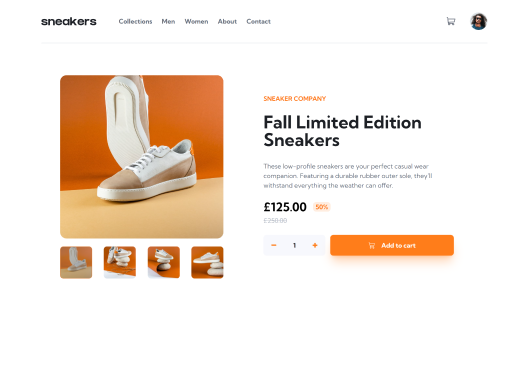 sneakers
Collections Men Women About Contact
SNEAKER COMPANY
Fall Limited Edition
Sneakers
These low-profile sneakers are your perfect casual wear
companion. Featuring a durable rubber outer sole, they'll
withstand everything the weather can offer.
£125.00 50%
£250.00
1 Add to cart